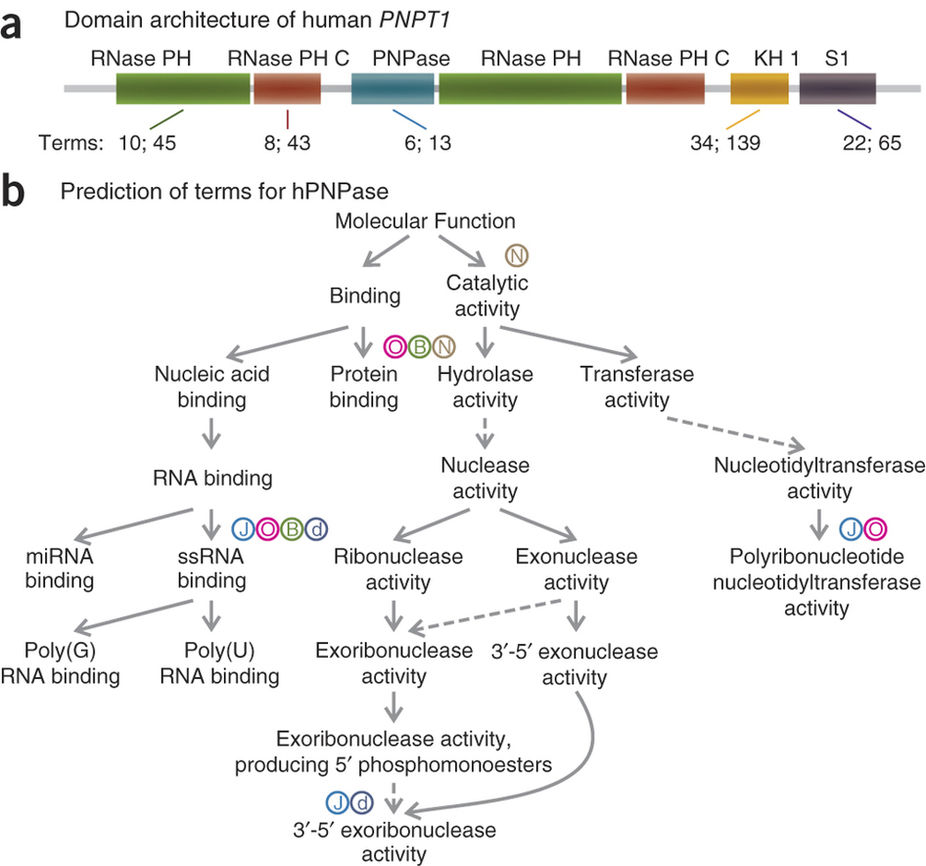 a
Domain architecture of human PNPT1
RNase PH RNase PH C PNPase RNase PH RNase PH C KH 1 S1
Terms: 10; 45 8; 43 6; 13 34; 139 22; 65
b
Prediction of terms for hPNPase
Molecular Function
N
Binding
Catalytic
activity
O B N
Nucleic acid
binding
Protein
binding
Hydrolase
activity
Transferase
activity
RNA binding
Nuclease
activity
Nucleotidyltransferase
activity
J O B d
J O
miRNA
binding
ssRNA
binding
Ribonuclease
activity
Exonuclease
activity
Polyribonucleotide
nucleotidyltransferase
activity
Poly(G)
RNA binding
Poly(U)
RNA binding
Exoribonuclease
activity
3′-5′ exonuclease
activity
Exoribonuclease activity,
producing 5′ phosphomonoesters
J d
3′-5′ exoribonuclease
activity